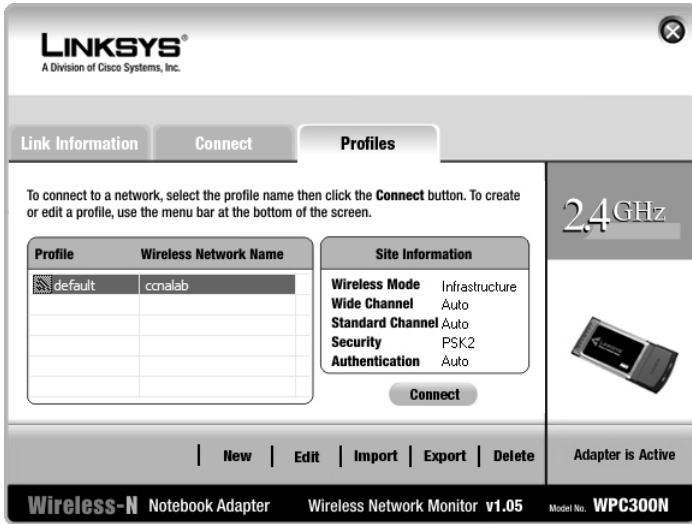 LINKSYS®
A Division of Cisco Systems, Inc.
Link Information
Connect
Profiles
To connect to a network, select the profile name then click the Connect button. To create
or edit a profile, use the menu bar at the bottom of the screen.
2.4GHz
Profile Wireless Network Name
default ccnalab
Site Information
Wireless Mode Infrastructure
Wide Channel Auto
Standard Channel Auto
Security PSK2
Authentication Auto
Connect
LINKSYS
New | Edit | Import | Export | Delete
Adapter is Active
Wireless-N Notebook Adapter Wireless Network Monitor v1.05 Model No. WPC300N